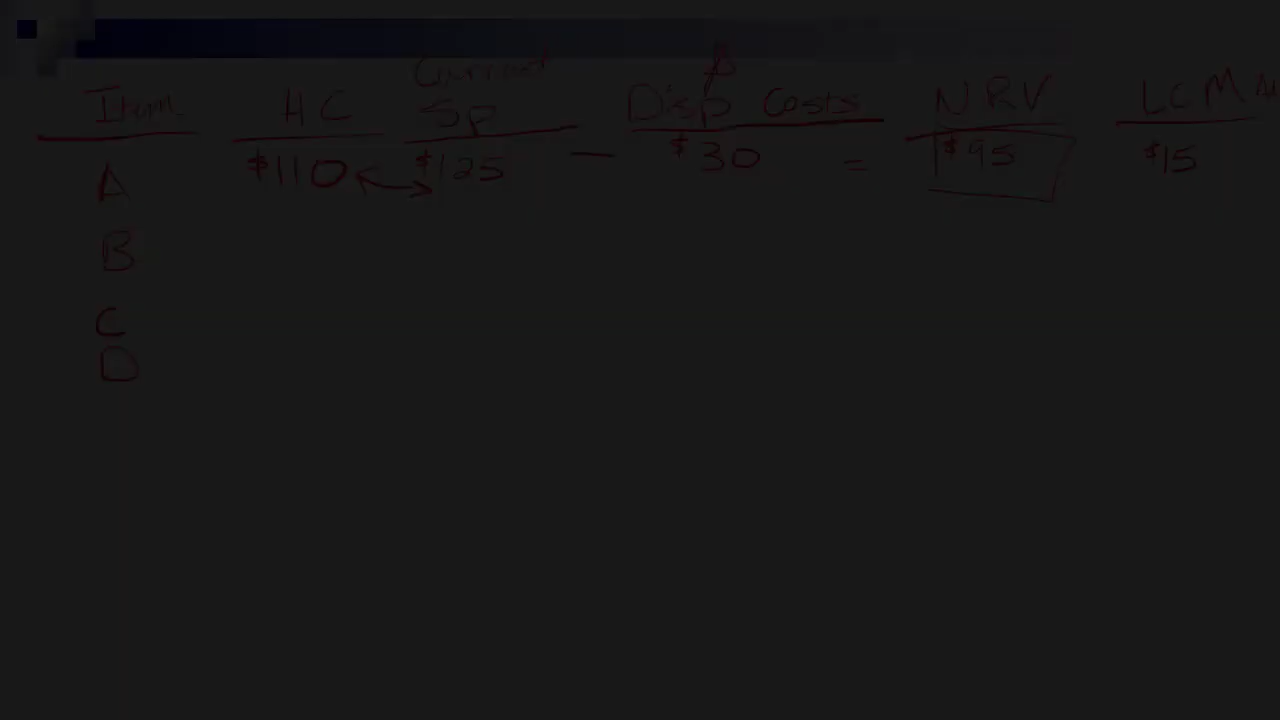 Item HC Current SP Disp Costs NRV LCM
A $110 $125 - $30 = $95 $15
B
C
D